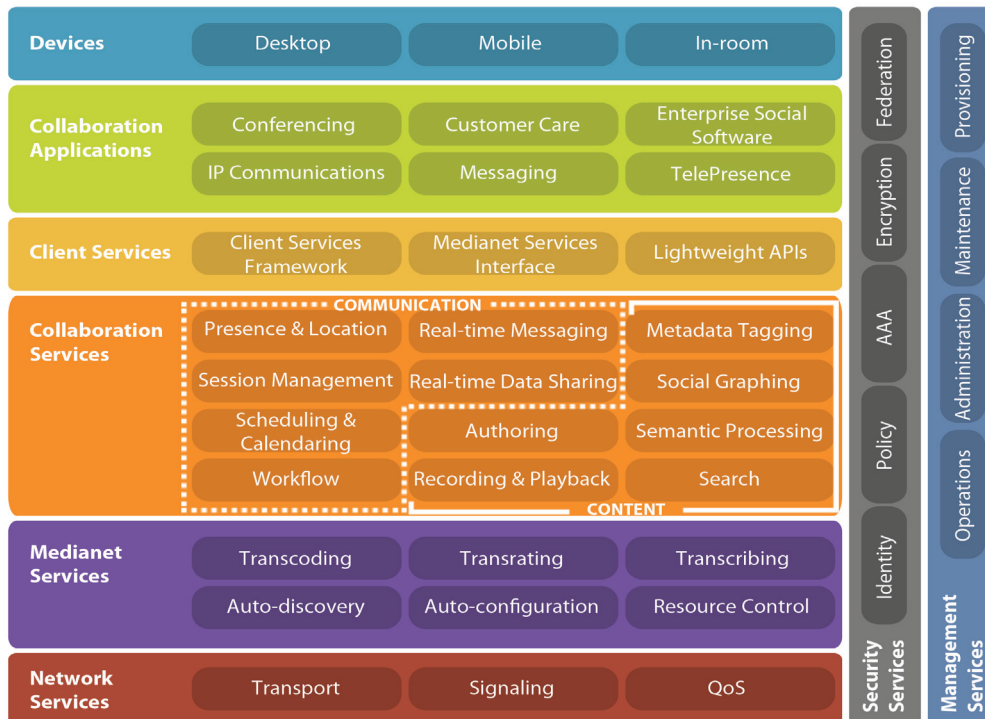 Devices
Desktop
Mobile
In-room
Collaboration
Applications
Conferencing
Customer Care
Enterprise Social
Software
IP Communications
Messaging
TelePresence
Client Services
Client Services
Framework
Medianet Services
Interface
Lightweight APIs
Collaboration
Services
COMMUNICATION
Presence & Location
Real-time Messaging
Metadata Tagging
Session Management
Real-time Data Sharing
Social Graphing
Scheduling &
Calendaring
Authoring
Semantic Processing
Workflow
Recording & Playback
Search
CONTENT
Medianet
Services
Transcoding
Transrating
Transcribing
Auto-discovery
Auto-configuration
Resource Control
Network
Services
Transport
Signaling
QoS
Security
Services
Identity
Policy
AAA
Encryption
Federation
Management
Services
Operations
Administration
Maintenance
Provisioning